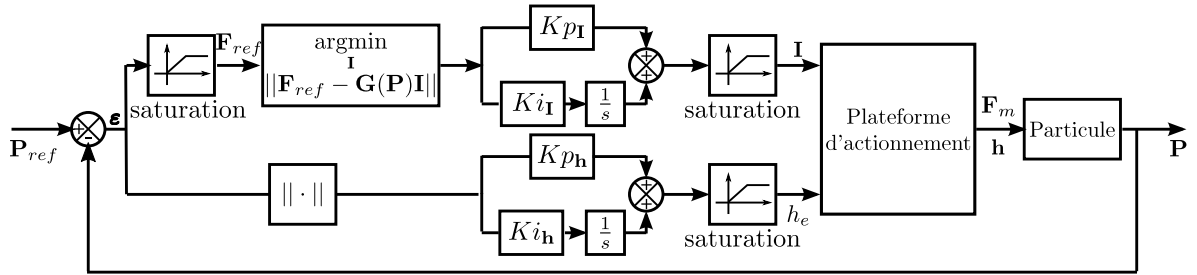 𝐏_ref
+
-
𝛆
saturation
𝐅_ref
argmin
𝐈
||𝐅_ref − 𝐆(𝐏)𝐈||
Kp_𝐈
Ki_𝐈
1/s
+
+
saturation
𝐈
|| · ||
Kp_𝐡
Ki_𝐡
1/s
+
+
saturation
h_e
Plateforme
d'actionnement
𝐅_m
𝐡
Particule
𝐏